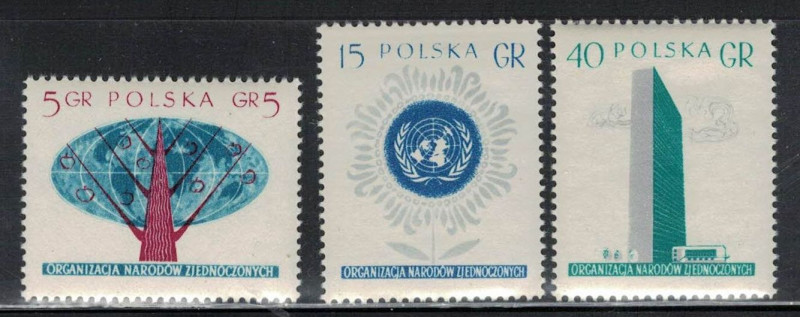 5 GR POLSKA GR 5
ORGANIZACJA NARODÓW ZJEDNOCZONYCH
15 POLSKA GR
ORGANIZACJA NARODÓW ZJEDNOCZONYCH
40 POLSKA GR
ORGANIZACJA NARODÓW ZJEDNOCZONYCH